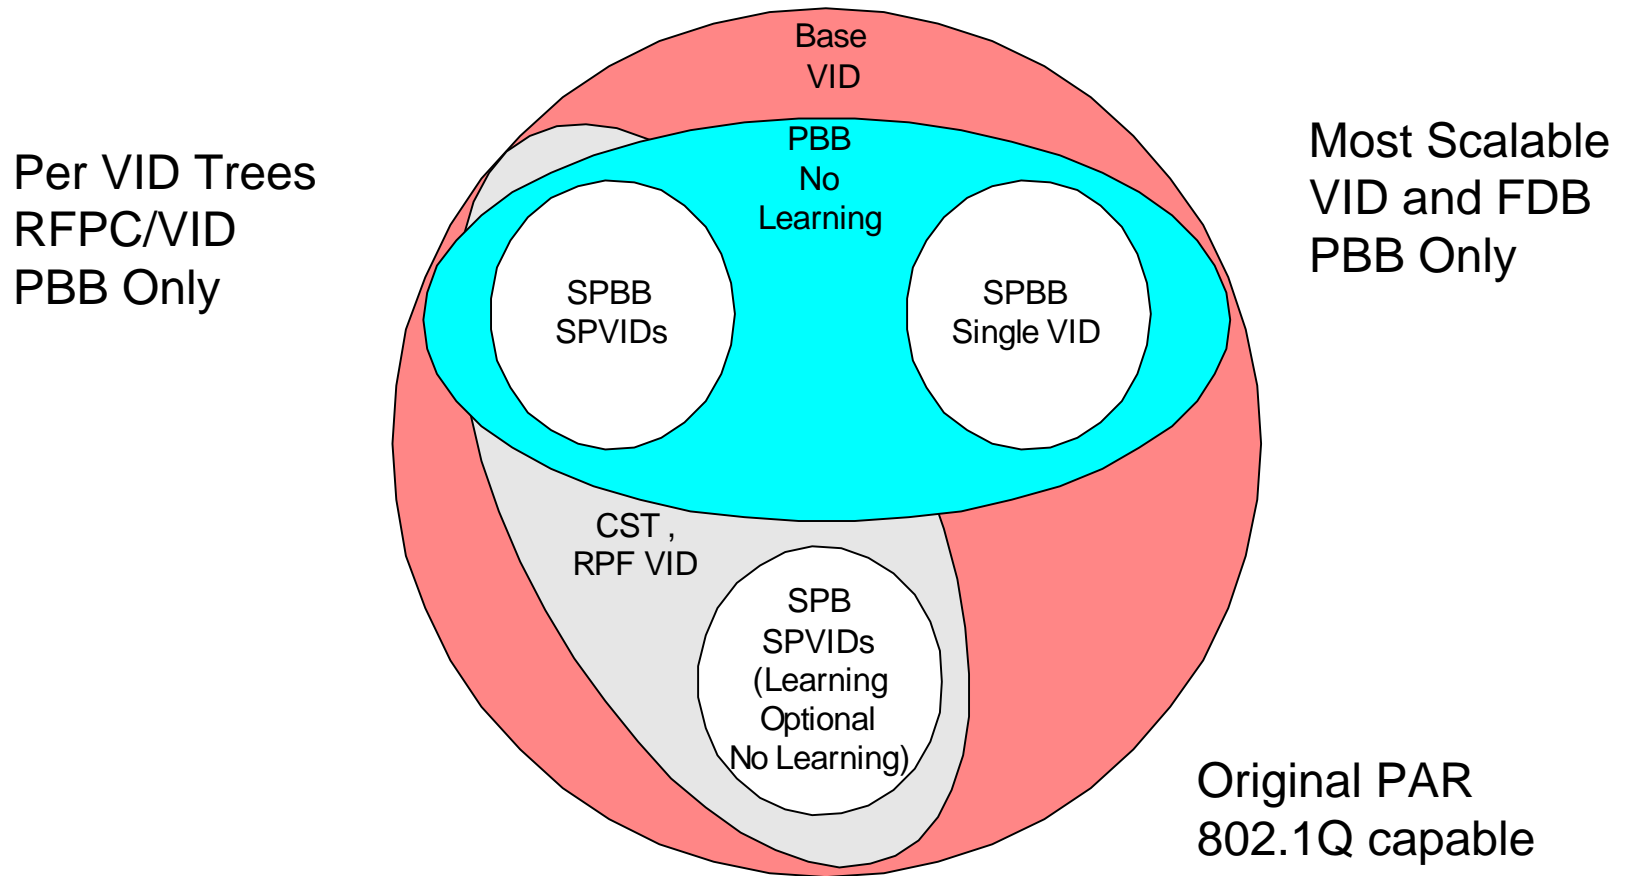 Base
VID
Per VID Trees
RFPC/VID
PBB Only
PBB
No
Learning
Most Scalable
VID and FDB
PBB Only
SPBB
SPVIDs
SPBB
Single VID
CST ,
RPF VID
SPB
SPVIDs
(Learning
Optional
No Learning)
Original PAR
802.1Q capable